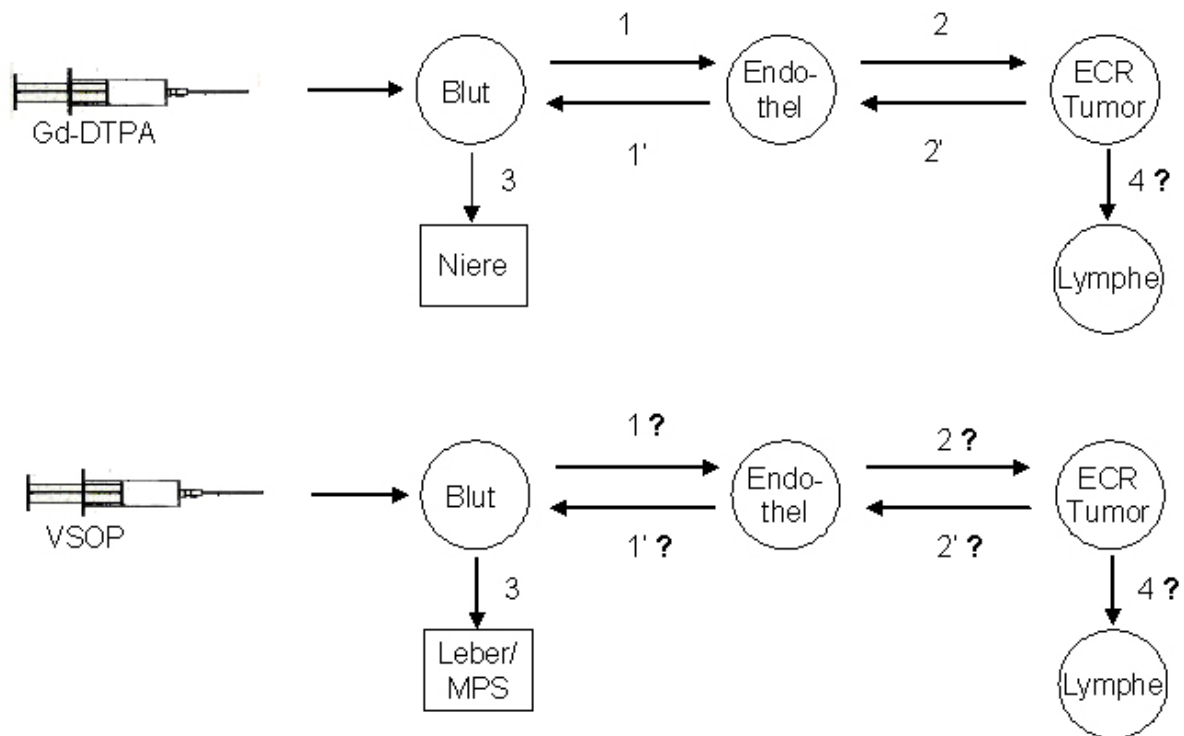 1
2
Blut
Endo-
thel
ECR
Tumor
Gd-DTPA
1'
2'
3
4 ?
Niere
Lymphe
1 ?
2 ?
Blut
Endo-
thel
ECR
Tumor
VSOP
1' ?
2' ?
3
4 ?
Leber/
MPS
Lymphe